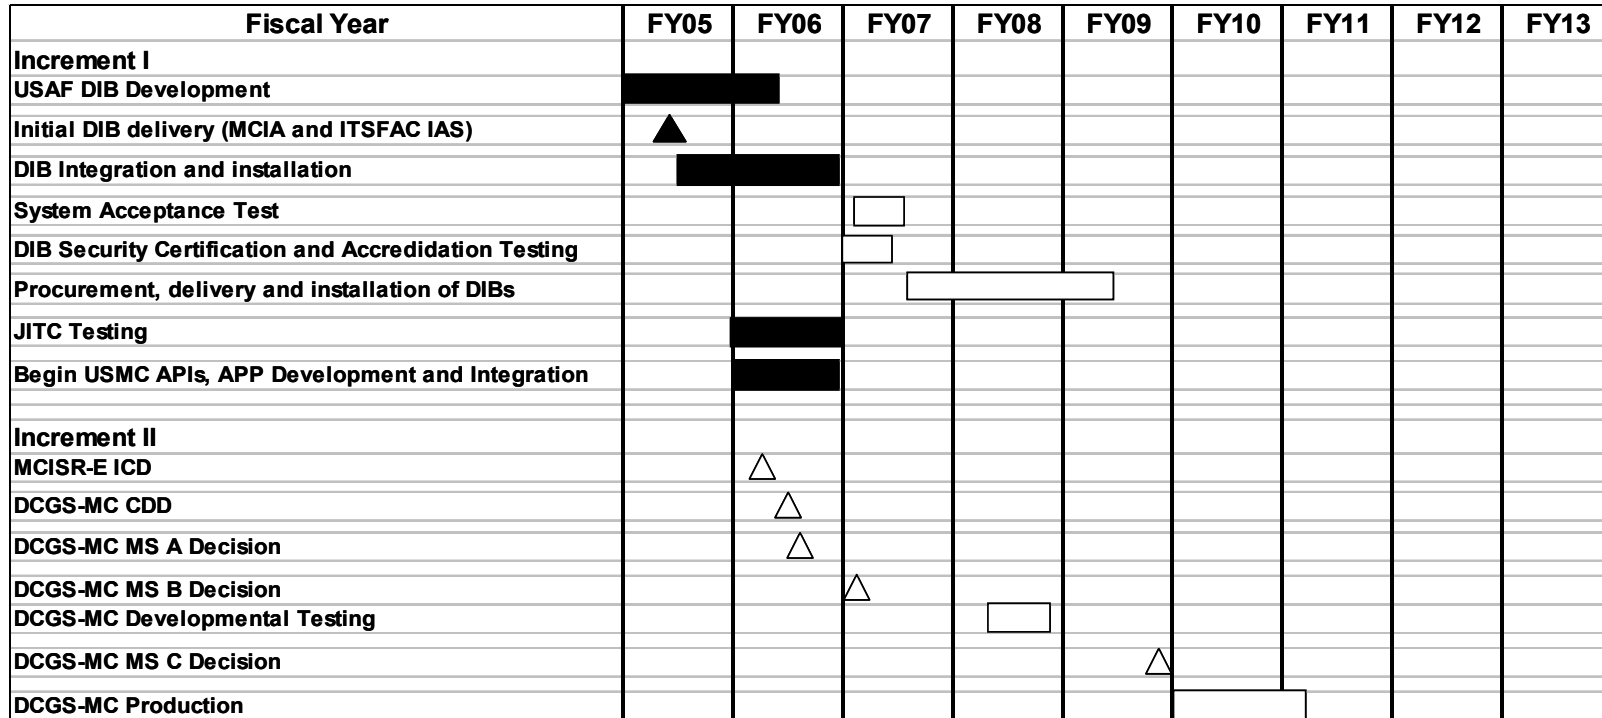 Fiscal Year FY05 FY06 FY07 FY08 FY09 FY10 FY11 FY12 FY13
Increment I
USAF DIB Development
Initial DIB delivery (MCIA and ITSFAC IAS)
DIB Integration and installation
System Acceptance Test
DIB Security Certification and Accredidation Testing
Procurement, delivery and installation of DIBs
JITC Testing
Begin USMC APIs, APP Development and Integration
Increment II
MCISR-E ICD
DCGS-MC CDD
DCGS-MC MS A Decision
DCGS-MC MS B Decision
DCGS-MC Developmental Testing
DCGS-MC MS C Decision
DCGS-MC Production